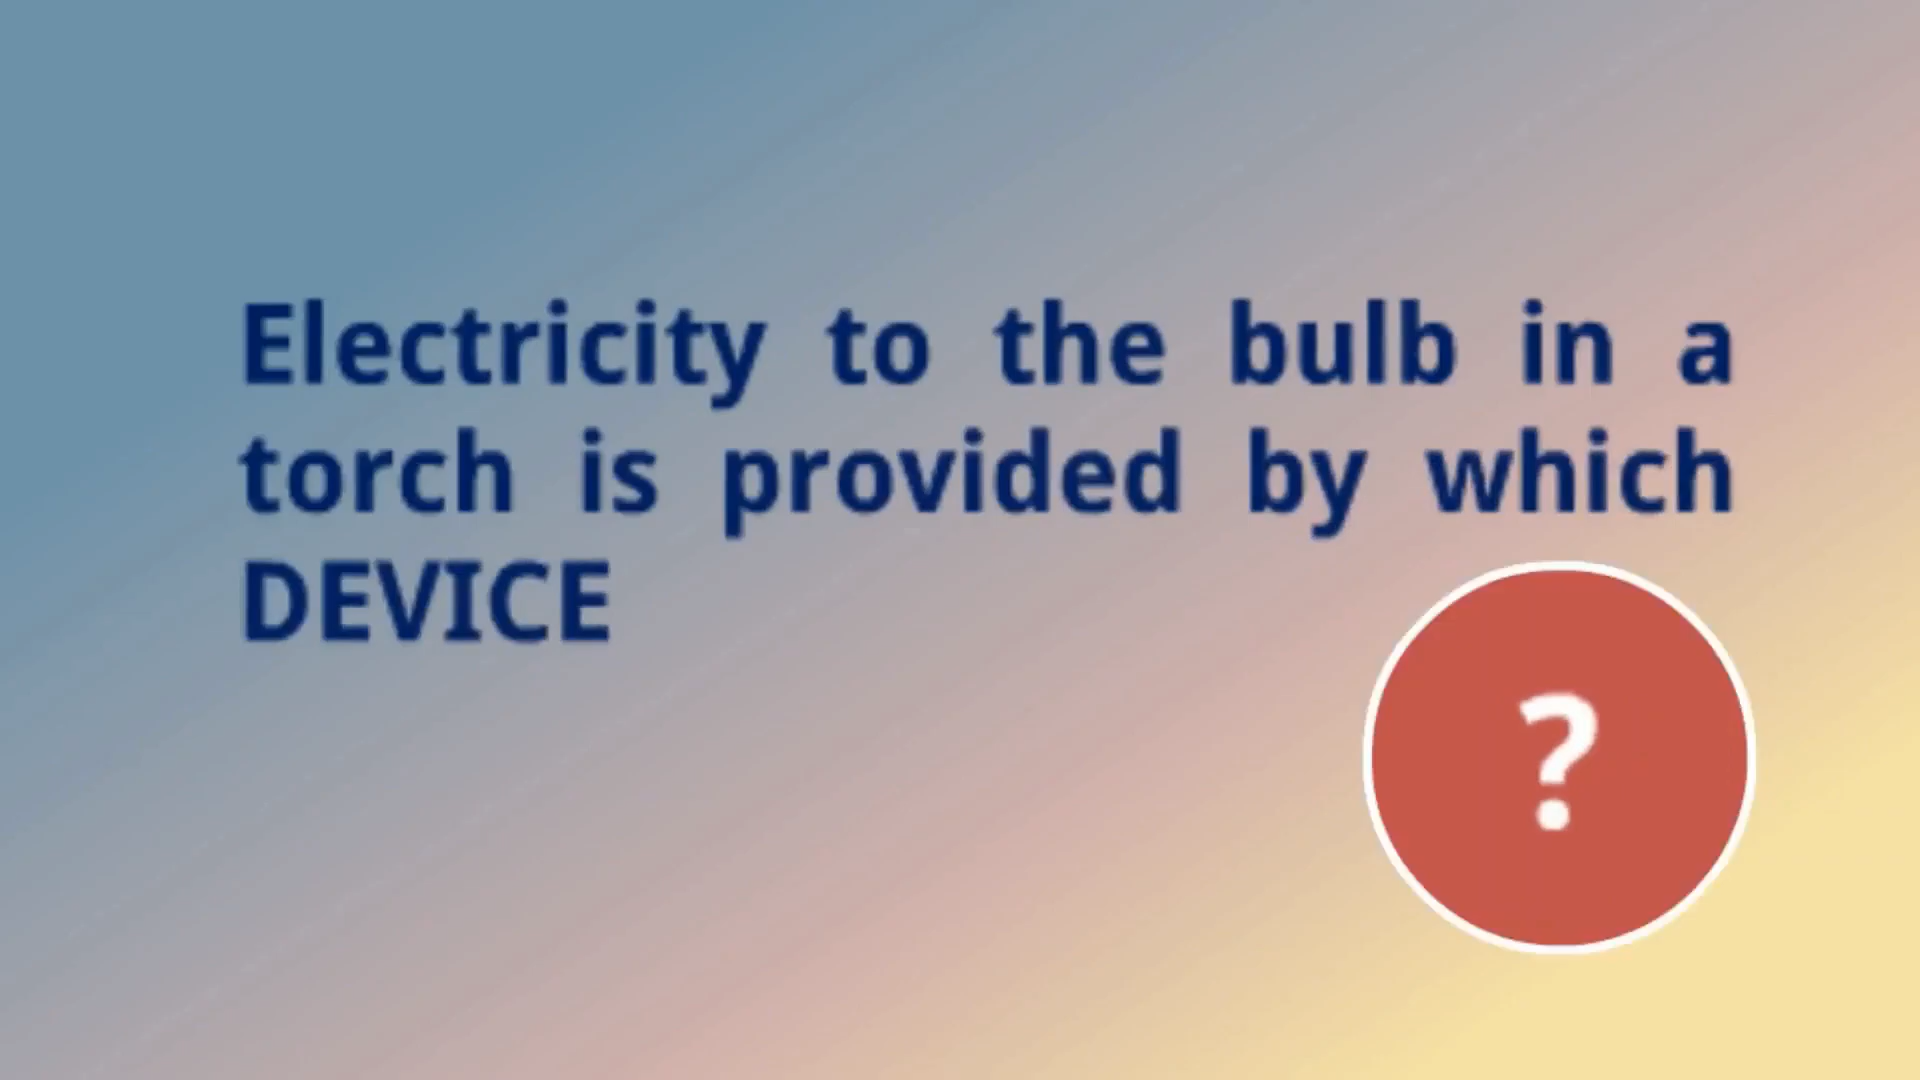 Electricity to the bulb in a
torch is provided by which
DEVICE
?